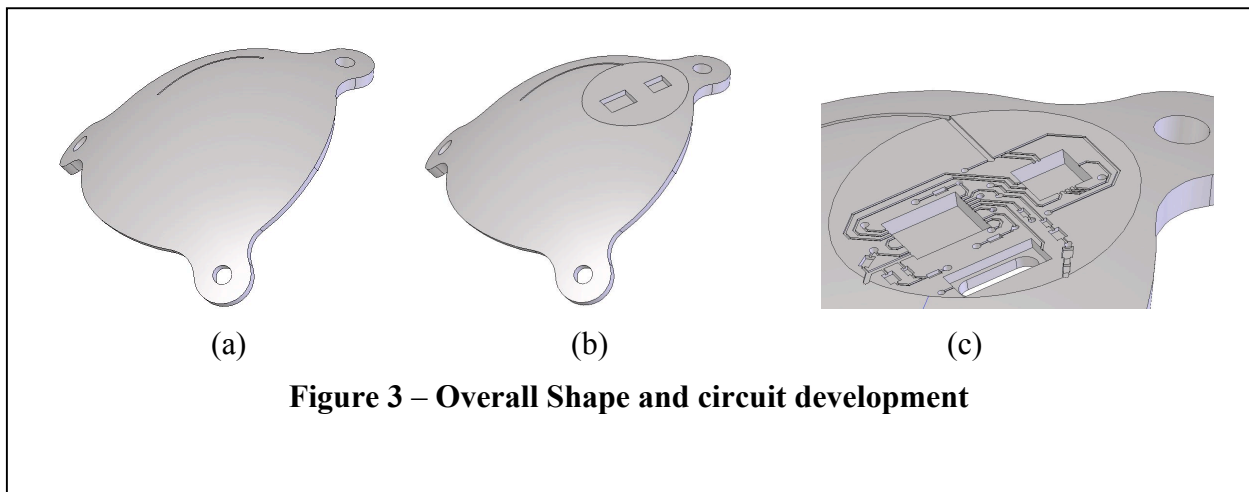 (a) (b) (c)
Figure 3 – Overall Shape and circuit development